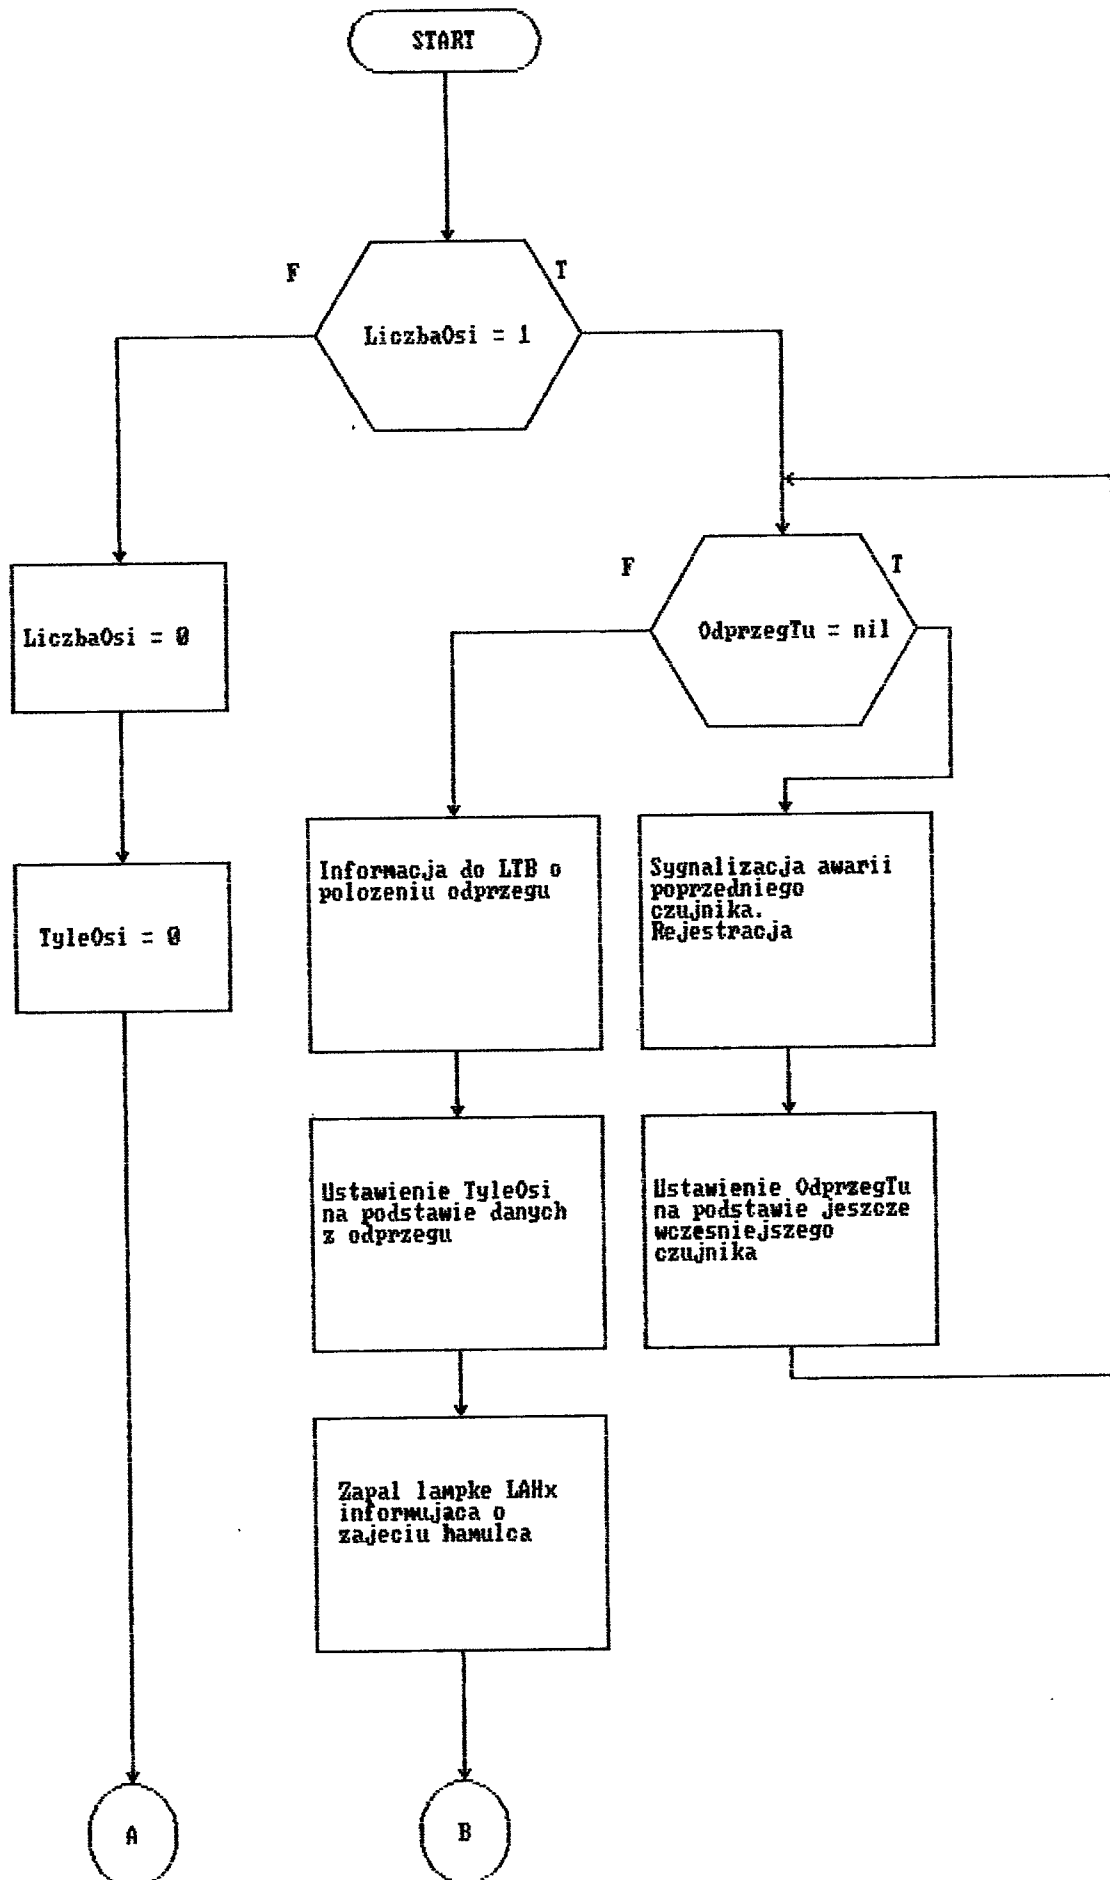 START
F
T
LiczbaOsi = 1
F
T
OdprzegTu = nil
LiczbaOsi = 0
TyleOsi = 0
Informacja do LTB o
polozeniu odprzegu
Sygnalizacja awarii
poprzedniego
czujnika.
Rejestracja
Ustawienie TyleOsi
na podstawie danych
z odprzegu
Ustawienie OdprzegTu
na podstawie jeszcze
wczesniejszego
czujnika
Zapal lampke LAHx
informujaca o
zajeciu hamulca
A
B